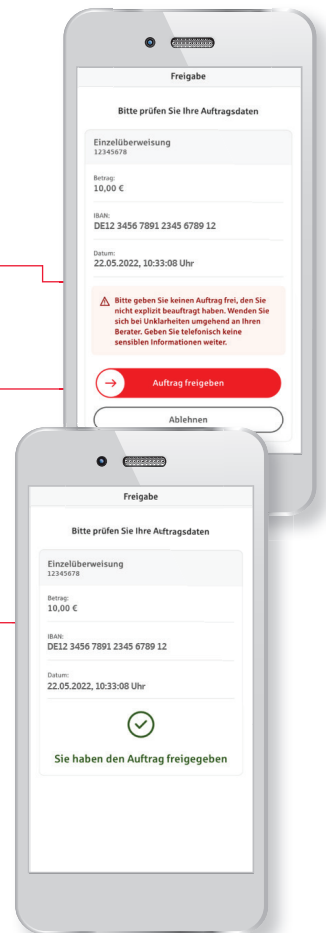 Freigabe
Bitte prüfen Sie Ihre Auftragsdaten
Einzelüberweisung
12345678
Betrag:
10,00 €
IBAN:
DE12 3456 7891 2345 6789 12
Datum:
22.05.2022, 10:33:08 Uhr
Bitte geben Sie keinen Auftrag frei, den Sie
nicht explizit beauftragt haben. Wenden Sie
sich bei Unklarheiten umgehend an Ihren
Berater. Geben Sie telefonisch keine
sensiblen Informationen weiter.
Auftrag freigeben
Ablehnen
Freigabe
Bitte prüfen Sie Ihre Auftragsdaten
Einzelüberweisung
12345678
Betrag:
10,00 €
IBAN:
DE12 3456 7891 2345 6789 12
Datum:
22.05.2022, 10:33:08 Uhr
Sie haben den Auftrag freigegeben